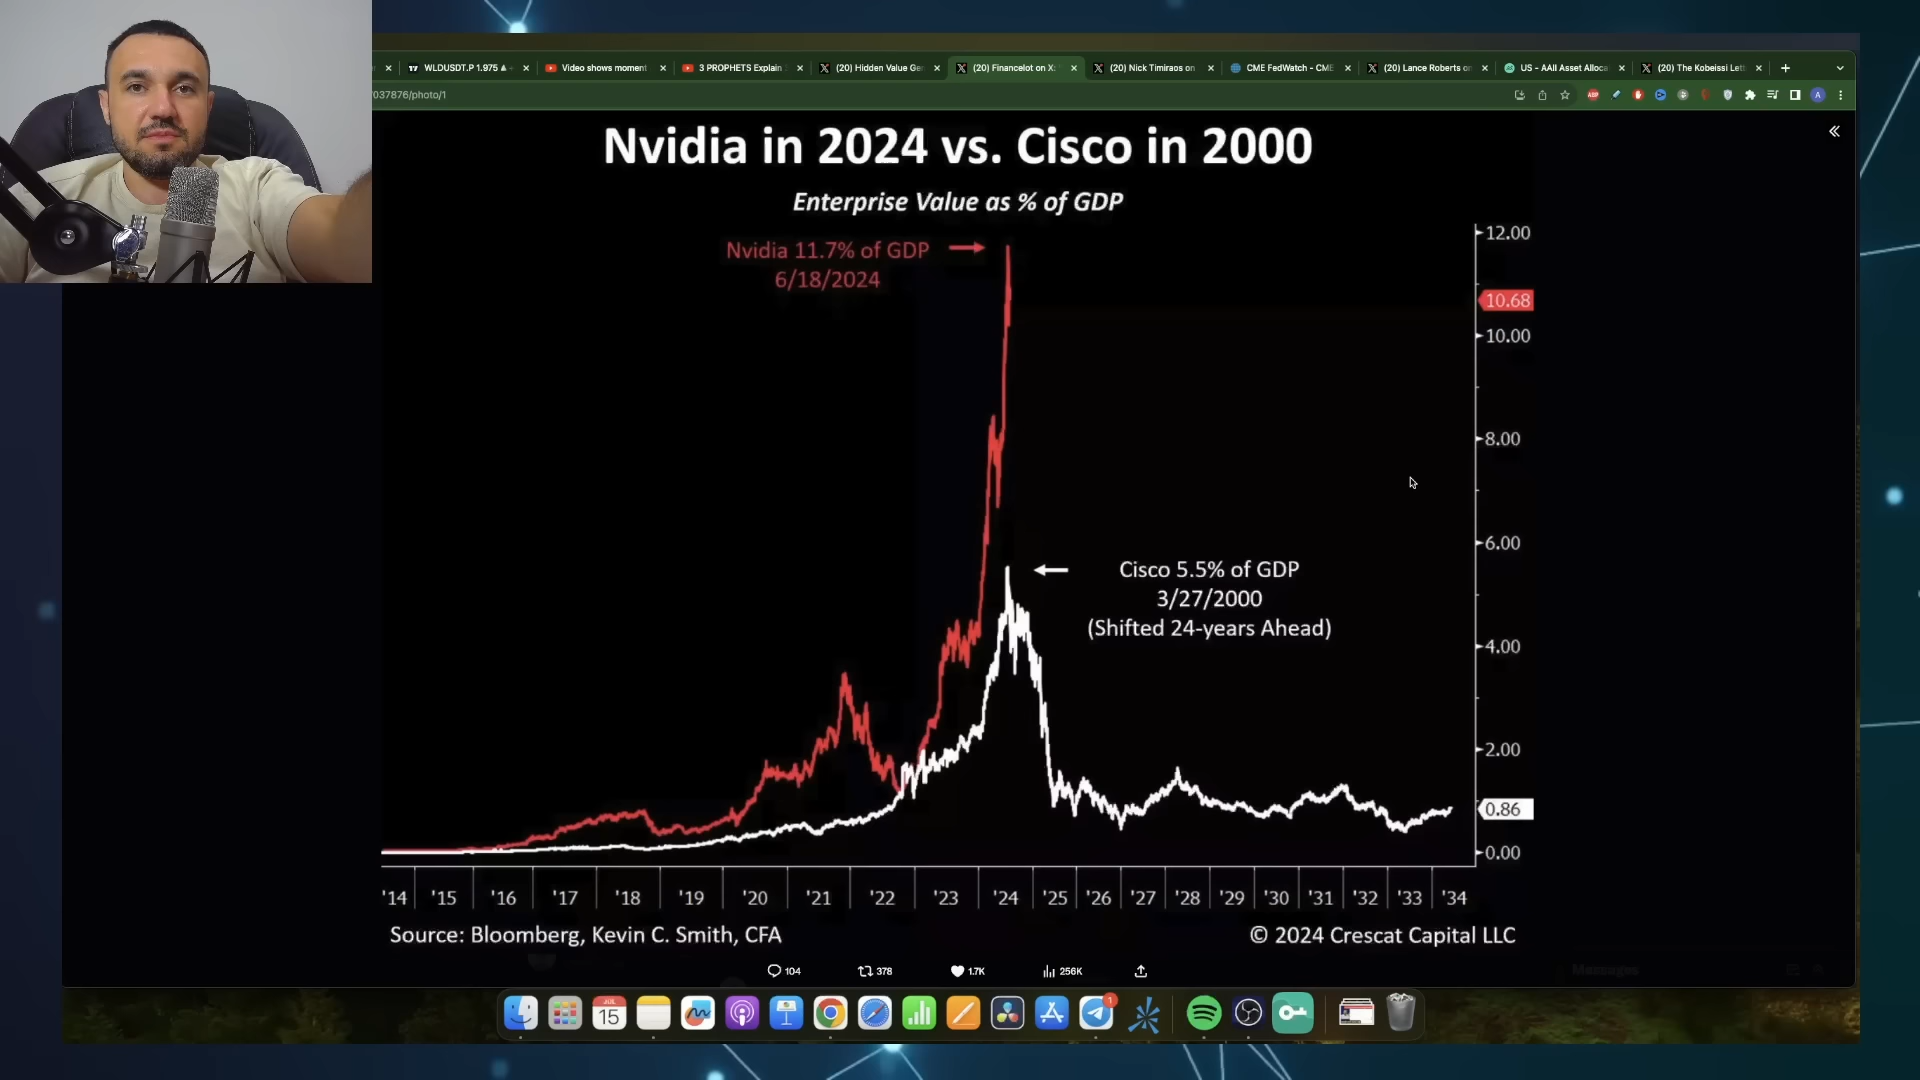 WLDUSDT.P 1.975
Video shows moment
3 PROPHETS Explain
(20) Hidden Value Ge
(20) Financelot on X:
(20) Nick Timiraos on
CME FedWatch - CME
(20) Lance Roberts on
US - AAII Asset Alloca
(20) The Kobeissi Lett
037876/photo/1
Nvidia in 2024 vs. Cisco in 2000
Enterprise Value as % of GDP
Nvidia 11.7% of GDP
6/18/2024
12.00
10.68
10.00
8.00
6.00
4.00
2.00
0.86
0.00
Cisco 5.5% of GDP
3/27/2000
(Shifted 24-years Ahead)
'14 '15 '16 '17 '18 '19 '20 '21 '22 '23 '24 '25 '26 '27 '28 '29 '30 '31 '32 '33 '34
Source: Bloomberg, Kevin C. Smith, CFA
© 2024 Crescat Capital LLC
104 378 1.7K 256K
Messages
JUL
15
1